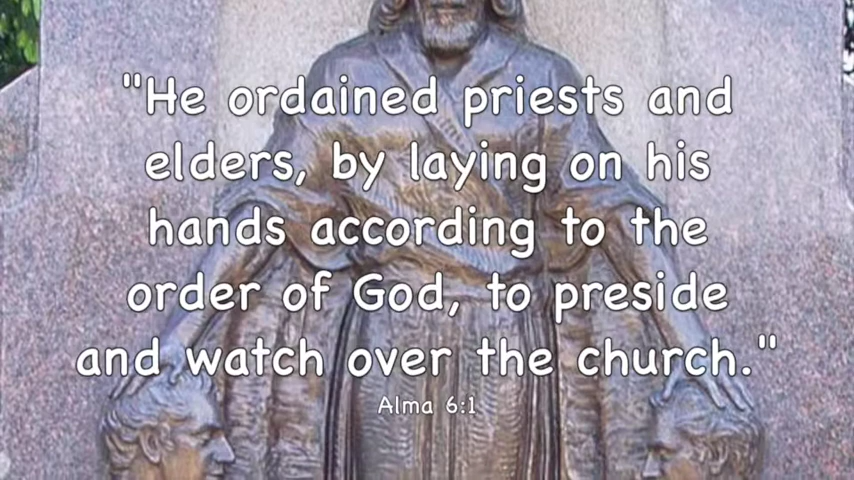 "He ordained priests and
elders, by laying on his
hands according to the
order of God, to preside
and watch over the church."
Alma 6:1